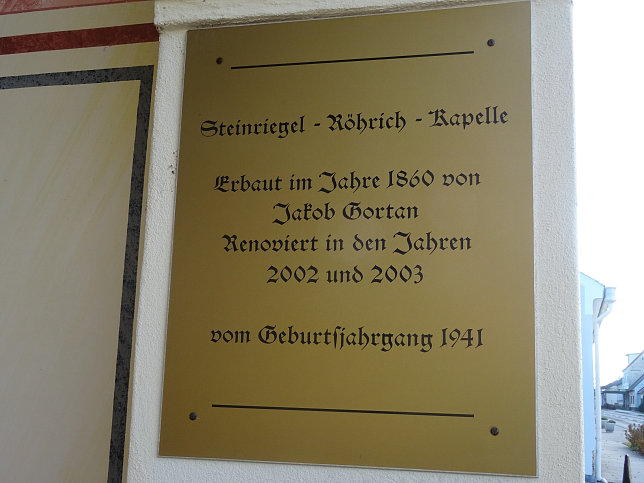 Steinriegel - Röhrich - Kapelle
Erbaut im Jahre 1860 von
Jakob Gortan
Renoviert in den Jahren
2002 und 2003
vom Geburtſjahrgang 1941